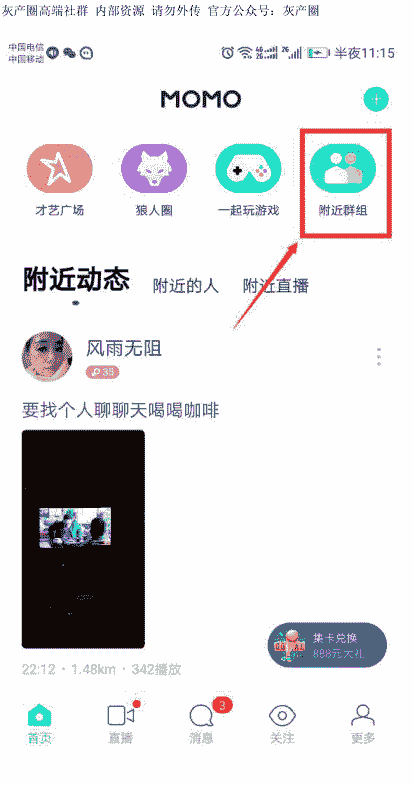 灰产圈高端社群 内部资源 请勿外传 官方公众号：灰产圈
中国电信
中国移动
半夜11:15
MOMO
才艺广场
狼人圈
一起玩游戏
附近群组
附近动态 附近的人 附近直播
风雨无阻
39
要找个人聊聊天喝喝咖啡
集卡兑换
888元大礼
22:12 · 1.48km · 342播放
3
首页
直播
消息
关注
更多